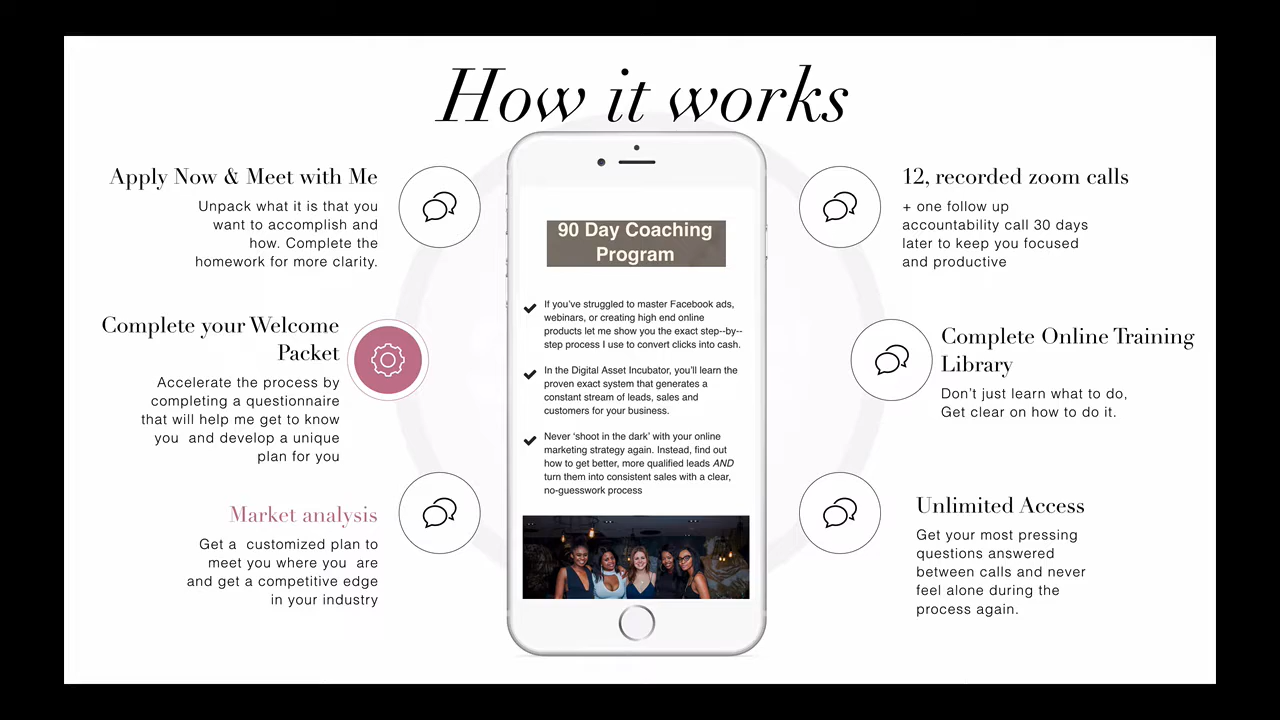 How it works
Apply Now & Meet with Me
Unpack what it is that you
want to accomplish and
how. Complete the
homework for more clarity.
Complete your Welcome
Packet
Accelerate the process by
completing a questionnaire
that will help me get to know
you and develop a unique
plan for you
Market analysis
Get a customized plan to
meet you where you are
and get a competitive edge
in your industry
90 Day Coaching
Program
If you've struggled to master Facebook ads,
webinars, or creating high end online
products let me show you the exact step--by--
step process I use to convert clicks into cash.
In the Digital Asset Incubator, you'll learn the
proven exact system that generates a
constant stream of leads, sales and
customers for your business.
Never 'shoot in the dark' with your online
marketing strategy again. Instead, find out
how to get better, more qualified leads AND
turn them into consistent sales with a clear,
no-guesswork process
12, recorded zoom calls
+ one follow up
accountability call 30 days
later to keep you focused
and productive
Complete Online Training
Library
Don't just learn what to do,
Get clear on how to do it.
Unlimited Access
Get your most pressing
questions answered
between calls and never
feel alone during the
process again.